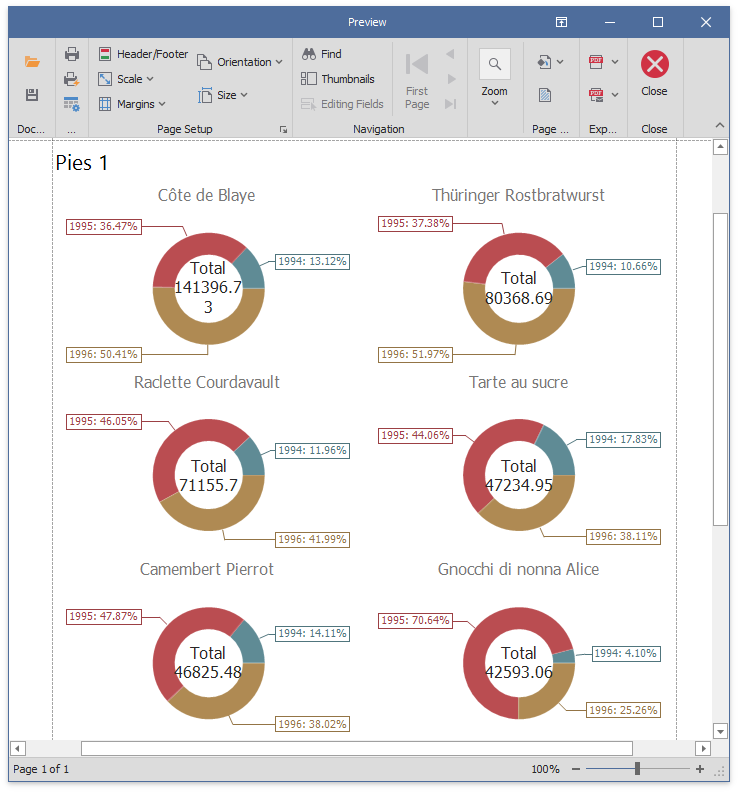 Preview
Header/Footer
Scale
Margins
Orientation
Size
Find
Thumbnails
Editing Fields
First
Page
Zoom
Close
Doc...
...
Page Setup
Navigation
Page ...
Exp...
Close
Pies 1
Côte de Blaye
1995: 36.47%
1994: 13.12%
Total
141396.7
3
1996: 50.41%
Thüringer Rostbratwurst
1995: 37.38%
1994: 10.66%
Total
80368.69
1996: 51.97%
Raclette Courdavault
1995: 46.05%
1994: 11.96%
Total
71155.7
1996: 41.99%
Tarte au sucre
1995: 44.06%
1994: 17.83%
Total
47234.95
1996: 38.11%
Camembert Pierrot
1995: 47.87%
1994: 14.11%
Total
46825.48
1996: 38.02%
Gnocchi di nonna Alice
1995: 70.64%
1994: 4.10%
Total
42593.06
1996: 25.26%
Page 1 of 1
100%